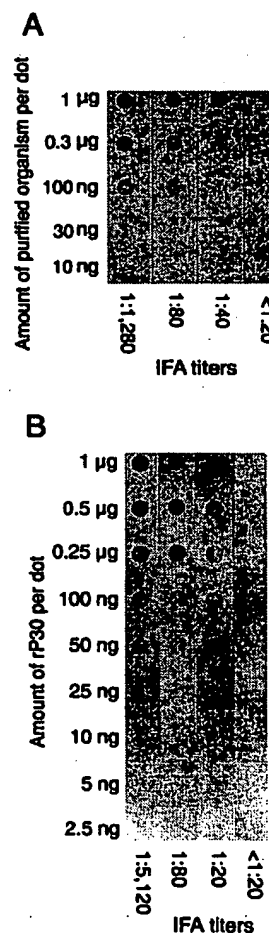 A
Amount of purified organism per dot
1 µg
0.3 µg
100 ng
30 ng
10 ng
1:1,280
1:80
1:40
<1:20
IFA titers
B
Amount of rP30 per dot
1 µg
0.5 µg
0.25 µg
100 ng
50 ng
25 ng
10 ng
5 ng
2.5 ng
1:5,120
1:80
1:20
<1:20
IFA titers